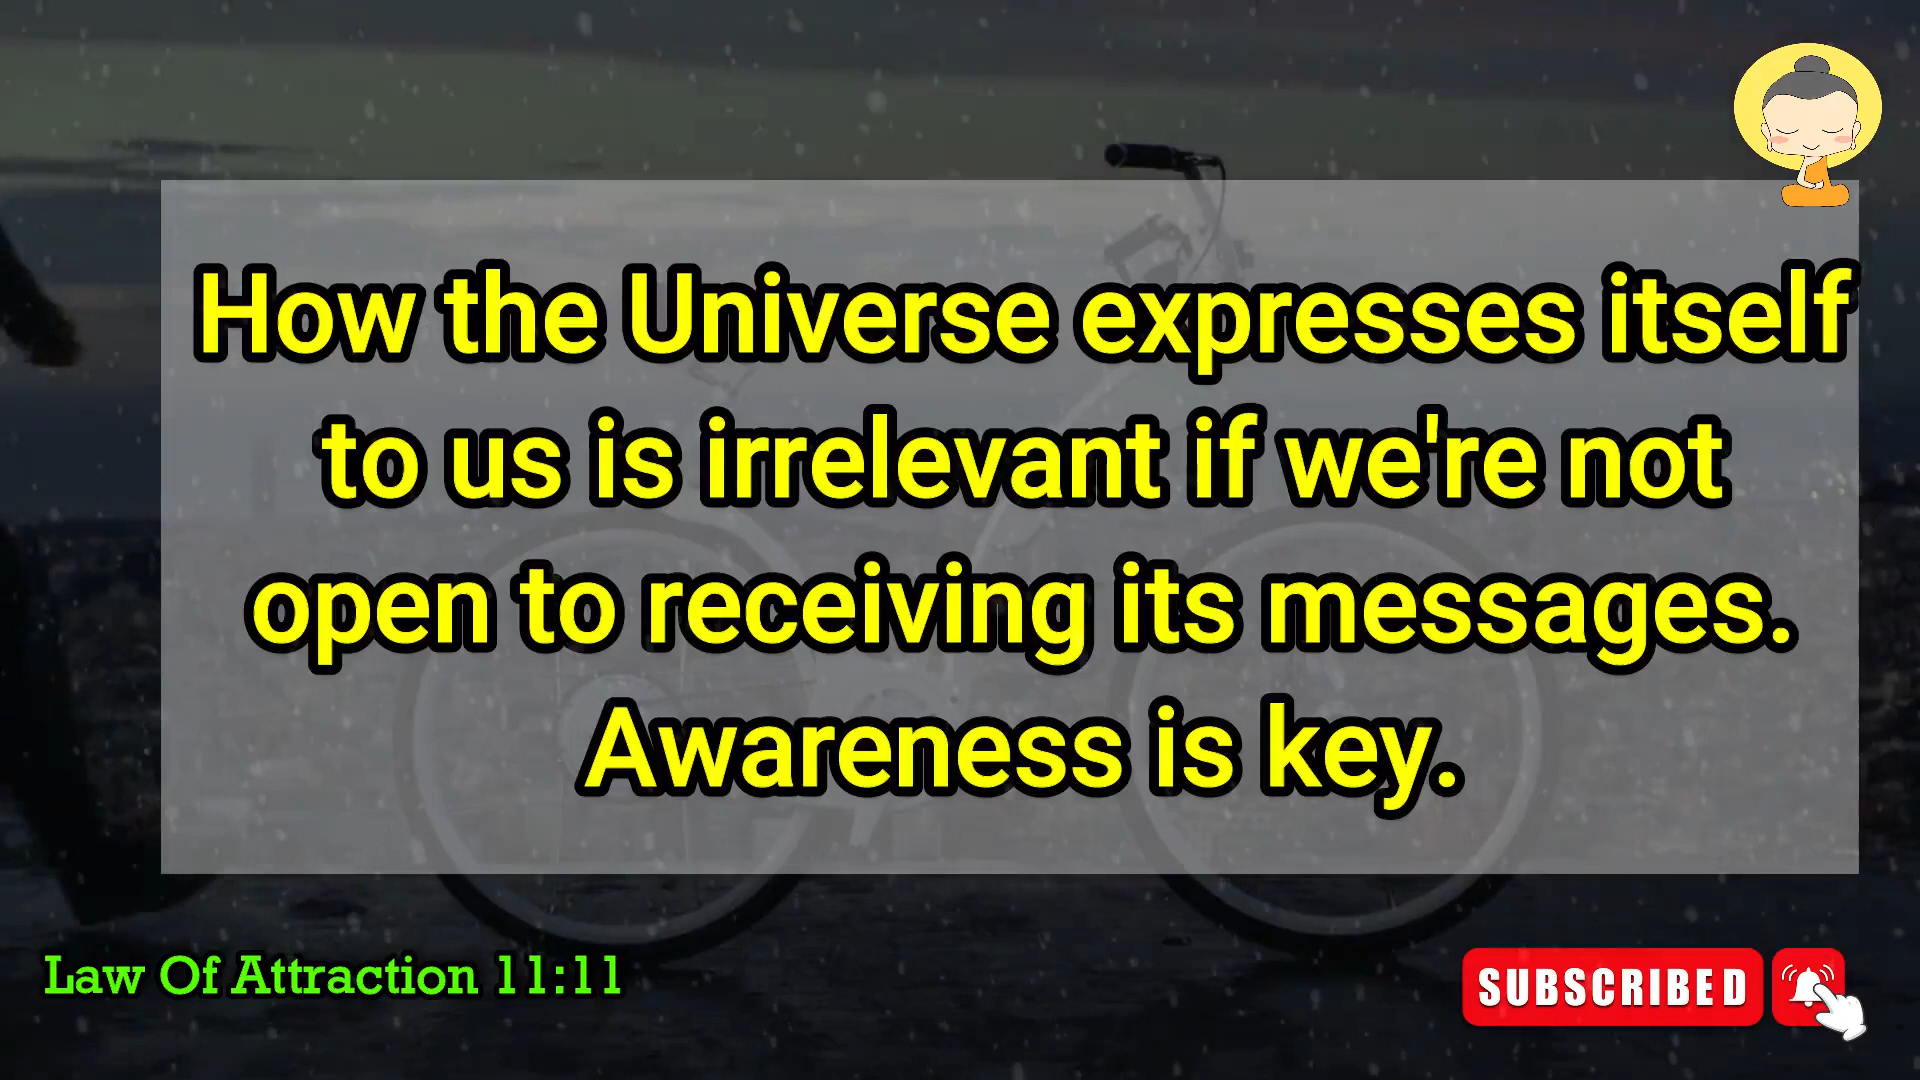 How the Universe expresses itself
to us is irrelevant if we're not
open to receiving its messages.
Awareness is key.
Law Of Attraction 11:11
SUBSCRIBED